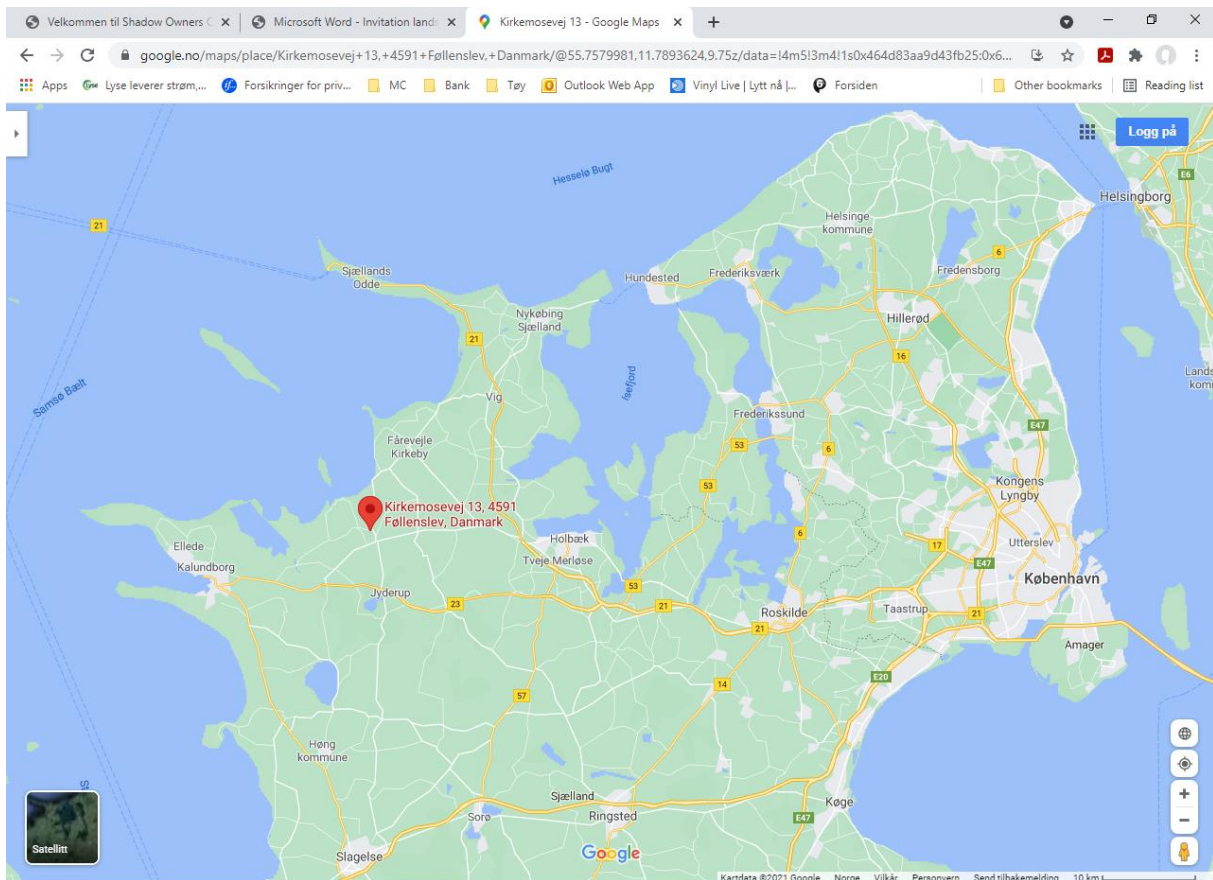 Velkommen til Shadow Owners C
Microsoft Word - Invitation lands
Kirkemosevej 13 - Google Maps
google.no/maps/place/Kirkemosevej+13,+4591+Føllenslev,+Danmark/@55.7579981,11.7893624,9.75z/data=!4m5!3m4!1s0x464d83aa9d43fb25:0x6...
Apps
Lyse leverer strøm,...
Forsikringer for priv...
MC
Bank
Tøy
Outlook Web App
Vinyl Live | Lytt nå |...
Forsiden
Other bookmarks
Reading list
Logg på
Hesselø Bugt
E6
Helsingborg
21
Helsinge
kommune
6
Sjællands
Odde
Hundested
Frederiksværk
Fredensborg
Nykøbing
Sjælland
Hillerød
21
16
Samsø Bælt
Isefjord
Lands
kom
Vig
Frederikssund
E47
Fårevejle
Kirkeby
53
6
53
Kongens
Lyngby
Kirkemosevej 13, 4591
Føllenslev, Danmark
6
Ellede
Holbæk
17
Utterslev
Kalundborg
Tveje Merløse
E47
København
53
Jyderup
23
21
Roskilde
Taastrup
21
21
Amager
E20
14
57
Høng
kommune
Sjælland
Køge
Sorø
Ringsted
E47
Satellitt
Google
Slagelse
Kartdata ©2021 Google
Norge
Vilkår
Personvern
Send tilbakemelding
10 km